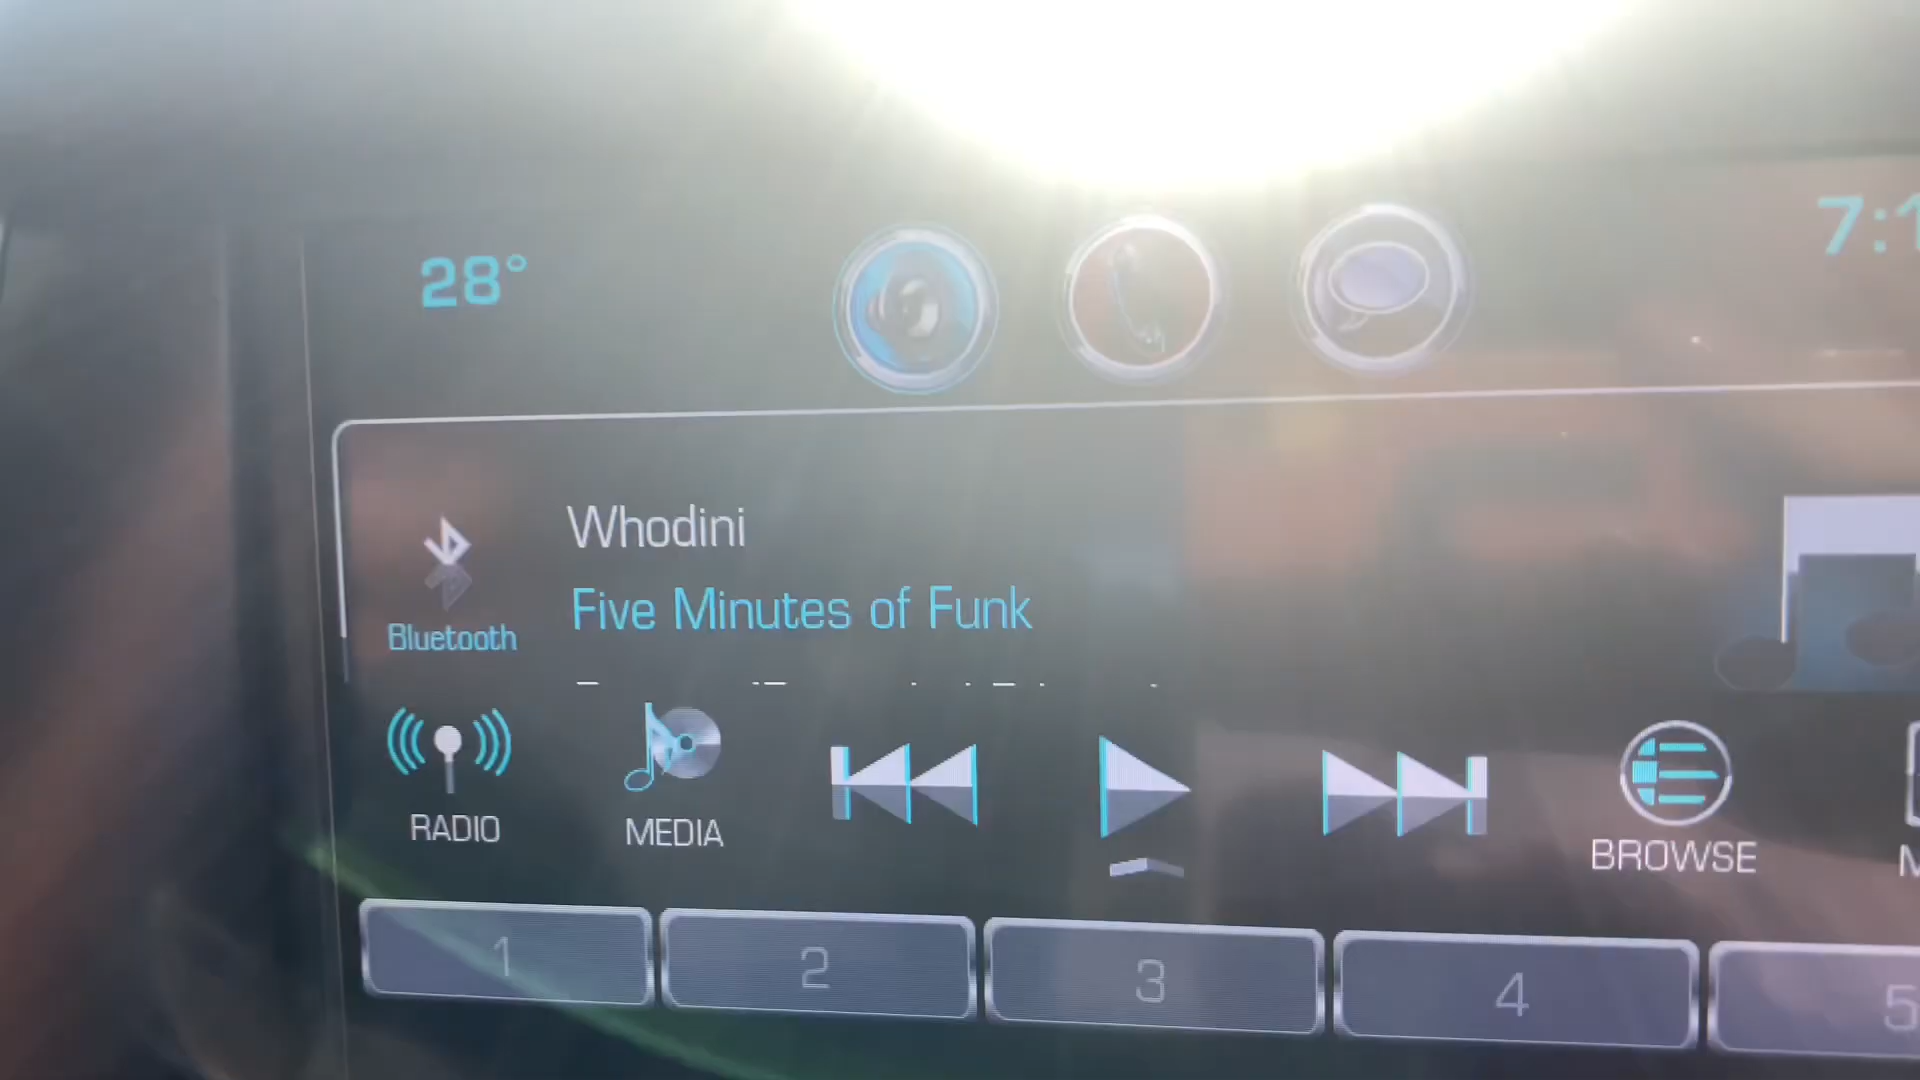 28°
7:1
Whodini
Five Minutes of Funk
Bluetooth
RADIO
MEDIA
BROWSE
1
2
3
4
5